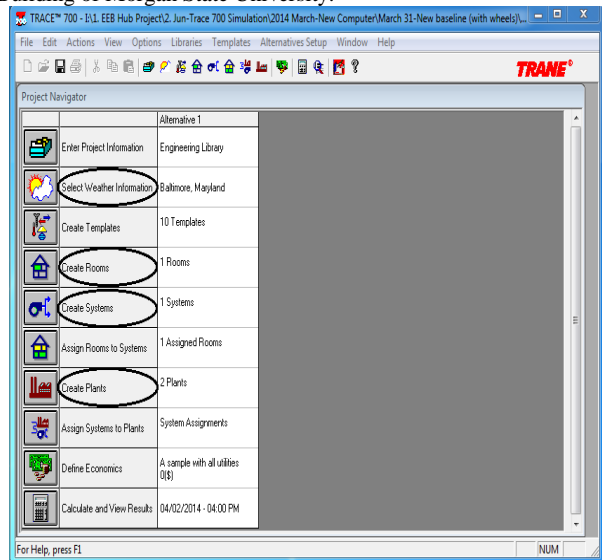 Funding of Morgan State University.
TRACE™ 700 - I:\1. EEB Hub Project\2. Jun-Trace 700 Simulation\2014 March-New Computer\March 31-New baseline (with wheels)\...
File Edit Actions View Options Libraries Templates Alternatives Setup Window Help
TRANE®
Project Navigator
Alternative 1
Enter Project Information Engineering Library
Select Weather Information Baltimore, Maryland
Create Templates 10 Templates
Create Rooms 1 Rooms
Create Systems 1 Systems
Assign Rooms to Systems 1 Assigned Rooms
Create Plants 2 Plants
Assign Systems to Plants System Assignments
Define Economics A sample with all utilities
0($)
Calculate and View Results 04/02/2014 - 04:00 PM
For Help, press F1 NUM